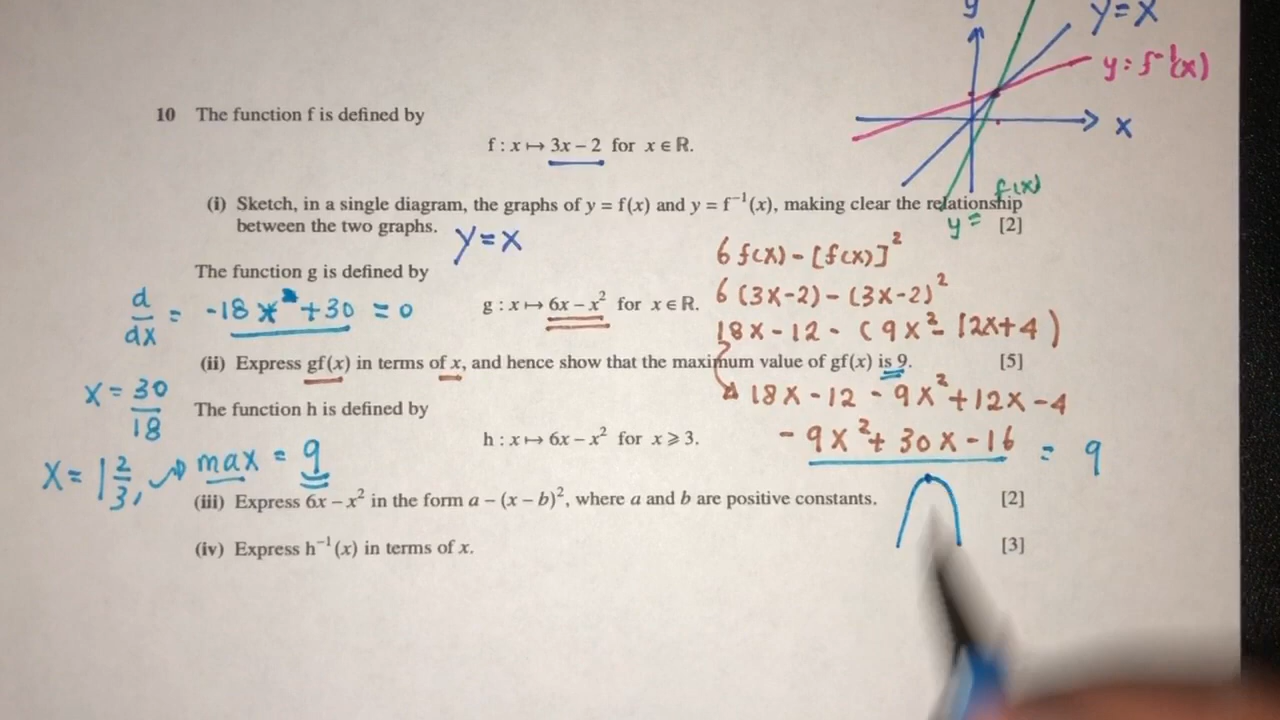 y
y=x
y=f⁻¹(x)
x
10 The function f is defined by
f : x ↦ 3x − 2 for x ∈ R.
f(x)
(i) Sketch, in a single diagram, the graphs of y = f(x) and y = f⁻¹(x), making clear the relationship
between the two graphs. [2]
y =
y=x
6 f(x) - [f(x)]²
The function g is defined by
6 (3x-2) - (3x-2)²
g : x ↦ 6x − x² for x ∈ R.
d/dx = -18x + 30 = 0
18x - 12 - (9x² - 12x + 4)
(ii) Express gf(x) in terms of x, and hence show that the maximum value of gf(x) is 9. [5]
18x - 12 - 9x² + 12x - 4
x = 30/18
The function h is defined by
h : x ↦ 6x − x² for x ⩾ 3.
- 9x² + 30x - 16 = 9
x = 1 2/3, → max = 9
(iii) Express 6x − x² in the form a − (x − b)², where a and b are positive constants. [2]
(iv) Express h⁻¹(x) in terms of x. [3]